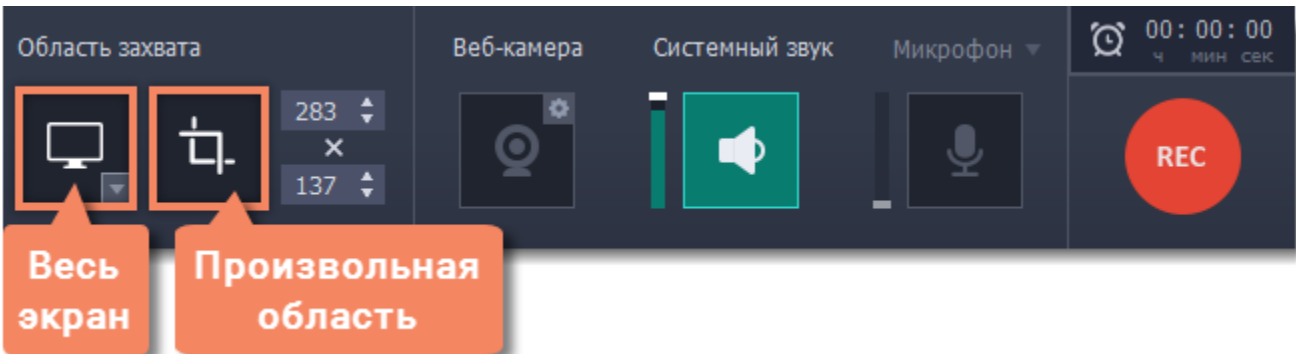 Область захвата
Веб-камера
Системный звук
Микрофон
00:00:00
ч мин сек
283
×
137
REC
Весь
экран
Произвольная
область